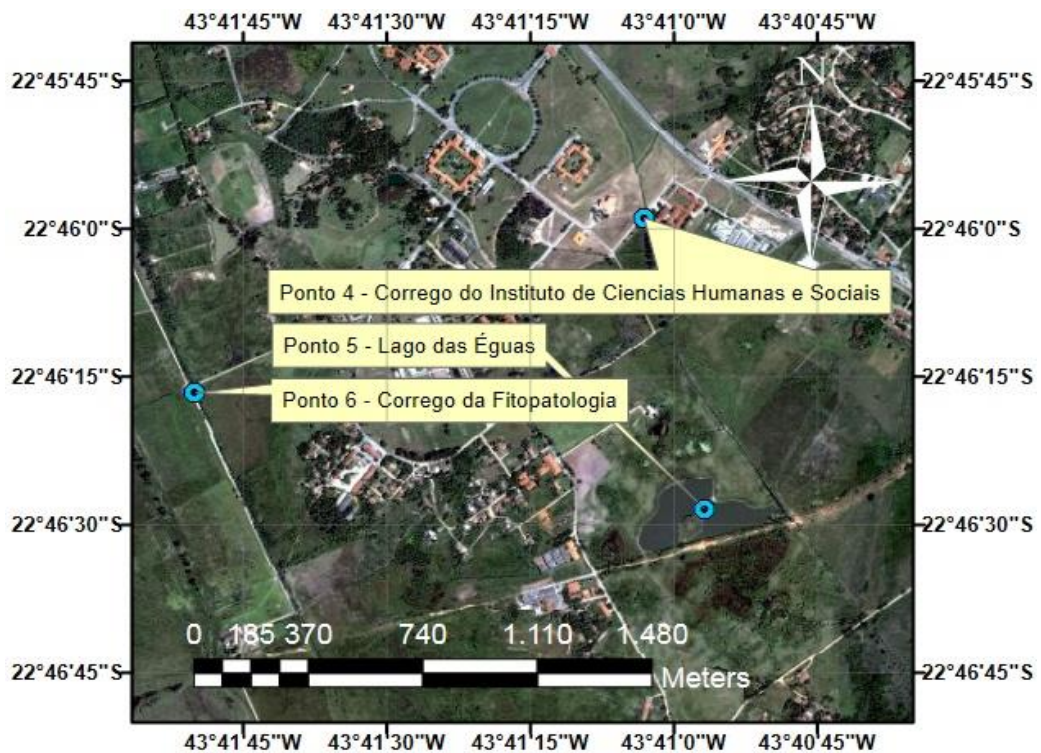 43°41'45"W 43°41'30"W 43°41'15"W 43°41'0"W 43°40'45"W
22°45'45"S 22°45'45"S
N
22°46'0"S 22°46'0"S
Ponto 4 - Corrego do Instituto de Ciencias Humanas e Sociais
Ponto 5 - Lago das Éguas
22°46'15"S 22°46'15"S
Ponto 6 - Corrego da Fitopatologia
22°46'30"S 22°46'30"S
0 185 370 740 1.110 1.480
22°46'45"S Meters 22°46'45"S
43°41'45"W 43°41'30"W 43°41'15"W 43°41'0"W 43°40'45"W